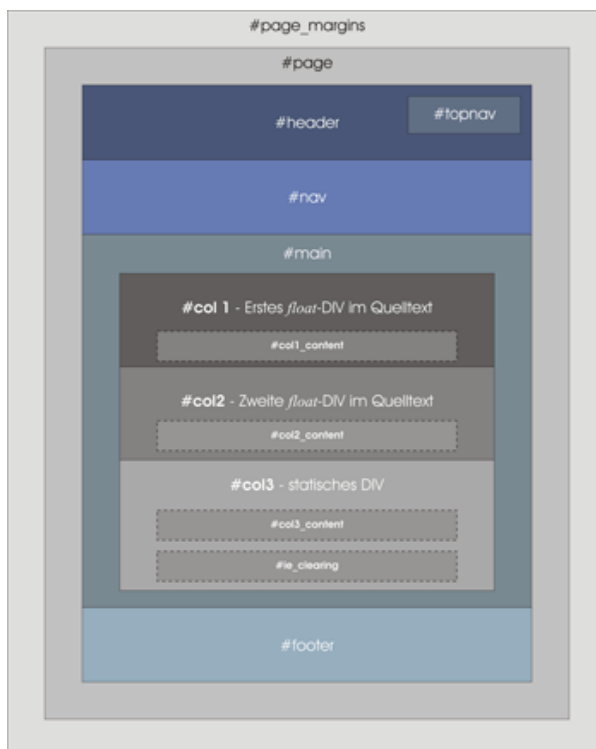 #page_margins
#page
#header
#topnav
#nav
#main
#col 1 - Erstes float-DIV im Quelltext
#col1_content
#col2 - Zweite float-DIV im Quelltext
#col2_content
#col3 - statisches DIV
#col3_content
#ie_clearing
#footer